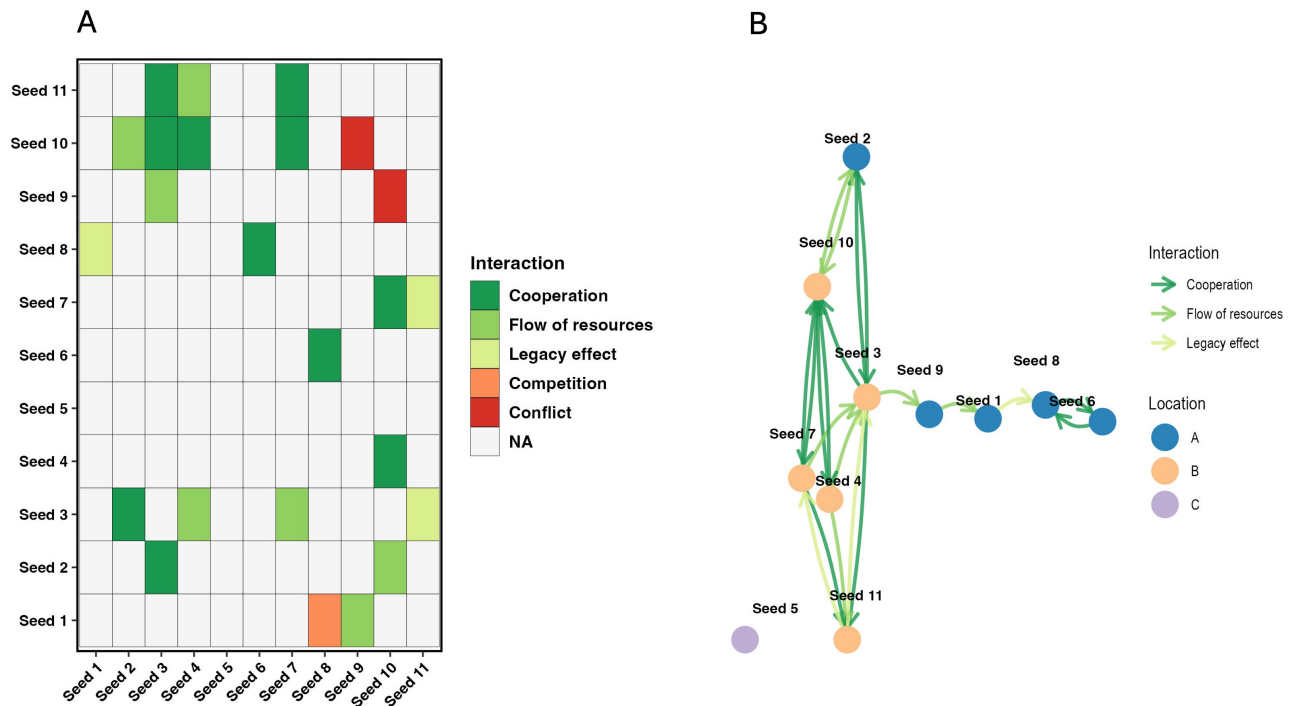 A
Seed 11
Seed 10
Seed 9
Seed 8
Seed 7
Seed 6
Seed 5
Seed 4
Seed 3
Seed 2
Seed 1
Seed 1
Seed 2
Seed 3
Seed 4
Seed 5
Seed 6
Seed 7
Seed 8
Seed 9
Seed 10
Seed 11
Interaction
Cooperation
Flow of resources
Legacy effect
Competition
Conflict
NA
B
Seed 2
Seed 10
Seed 3
Seed 9
Seed 8
Seed 1
Seed 6
Seed 7
Seed 4
Seed 11
Seed 5
Interaction
Cooperation
Flow of resources
Legacy effect
Location
A
B
C